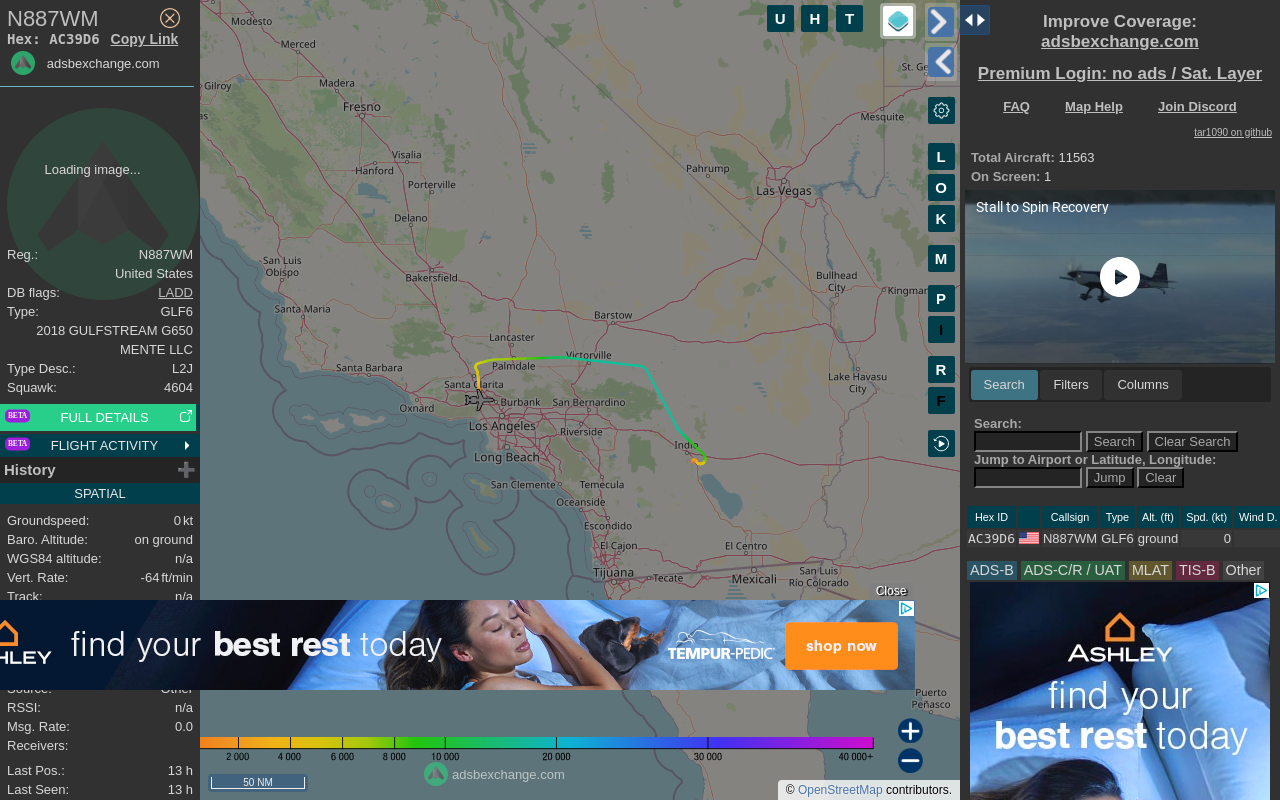 N887WM
Hex: AC39D6 Copy Link
adsbexchange.com
Loading image...
Reg.: N887WM
United States
DB flags: LADD
Type: GLF6
2018 GULFSTREAM G650
MENTE LLC
Type Desc.: L2J
Squawk: 4604
BETA FULL DETAILS
BETA FLIGHT ACTIVITY
History
SPATIAL
Groundspeed: 0 kt
Baro. Altitude: on ground
WGS84 altitude: n/a
Vert. Rate: -64 ft/min
Track: n/a
Source: Other
RSSI: n/a
Msg. Rate: 0.0
Receivers:
Last Pos.: 13 h
Last Seen: 13 h
U H T
L
O
K
M
P
I
R
F
Modesto
Merced
Gilroy
Madera
Fresno
Visalia
Hanford
Porterville
Delano
San Luis
Obispo
Bakersfield
Santa Maria
Lancaster
Palmdale
Santa Barbara
Santa Clarita
Oxnard
Burbank
San Bernardino
Los Angeles
Riverside
Long Beach
San Clemente
Temecula
Oceanside
Escondido
El Cajon
Tijuana
Tecate
Mexicali
El Centro
San Luis
Río Colorado
Indio
Victorville
Barstow
Lake Havasu
City
Kingman
Bullhead
City
Las Vegas
Pahrump
Mesquite
St. Ge
Puerto
Peñasco
Close
HLEY
find your best rest today
TEMPUR-PEDIC
shop now
2 000 4 000 6 000 8 000 10 000 20 000 30 000 40 000+
adsbexchange.com
50 NM
© OpenStreetMap contributors.
Improve Coverage:
adsbexchange.com
Premium Login: no ads / Sat. Layer
FAQ Map Help Join Discord
tar1090 on github
Total Aircraft: 11563
On Screen: 1
Stall to Spin Recovery
Search Filters Columns
Search:
Search Clear Search
Jump to Airport or Latitude, Longitude:
Jump Clear
Hex ID Callsign Type Alt. (ft) Spd. (kt) Wind D.
AC39D6 N887WM GLF6 ground 0
ADS-B ADS-C/R / UAT MLAT TIS-B Other
ASHLEY
find your
best rest today